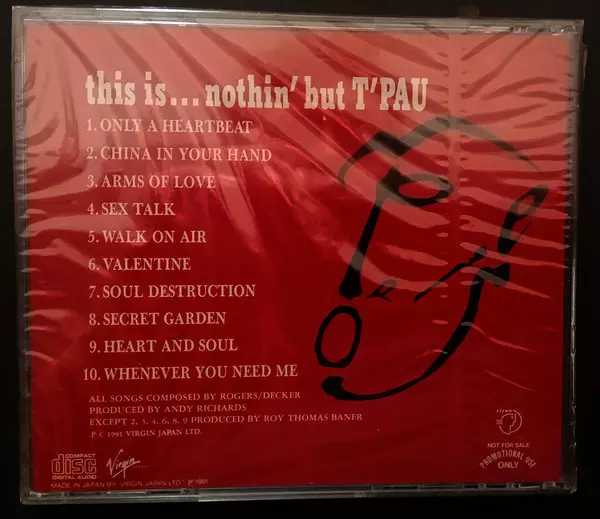 this is... nothin' but T'PAU
1. ONLY A HEARTBEAT
2. CHINA IN YOUR HAND
3. ARMS OF LOVE
4. SEX TALK
5. WALK ON AIR
6. VALENTINE
7. SOUL DESTRUCTION
8. SECRET GARDEN
9. HEART AND SOUL
10. WHENEVER YOU NEED ME
ALL SONGS COMPOSED BY ROGERS/DECKER
PRODUCED BY ANDY RICHARDS
EXCEPT 2, 3, 4, 6, 8, 9 PRODUCED BY ROY THOMAS BANER
P. C 1991 VIRGIN JAPAN LTD.
COMPACT
disc
DIGITAL AUDIO
Virgin...
MADE IN JAPAN BY VIRGIN JAPAN LTD. P 1991
NOT FOR SALE
PROMOTIONAL USE
ONLY